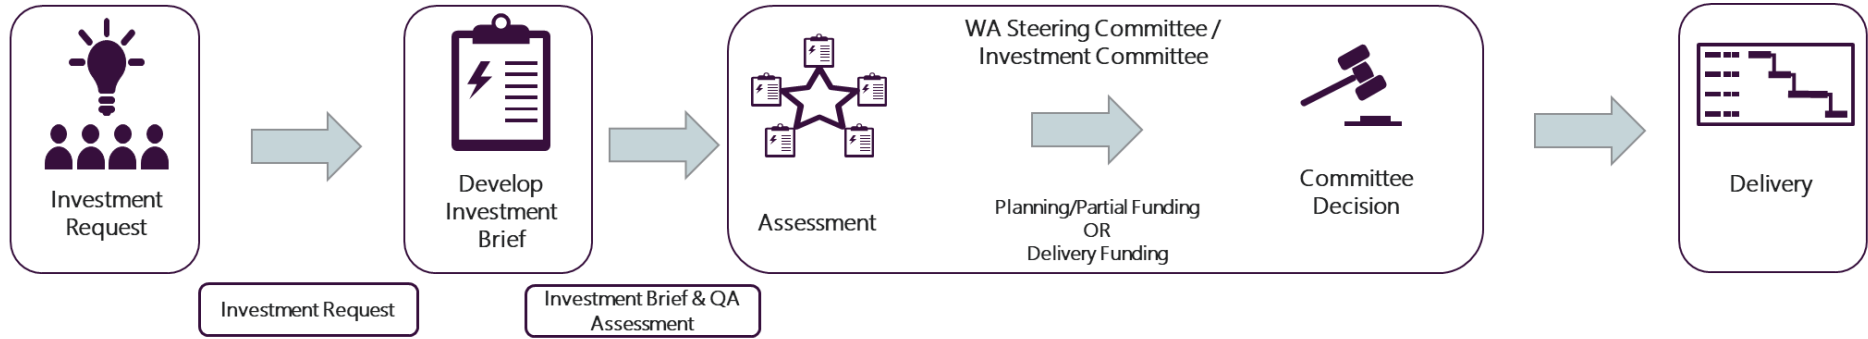 Investment
Request
Investment Request
Develop
Investment
Brief
Investment Brief & QA
Assessment
WA Steering Committee /
Investment Committee
Assessment
Planning/Partial Funding
OR
Delivery Funding
Committee
Decision
Delivery